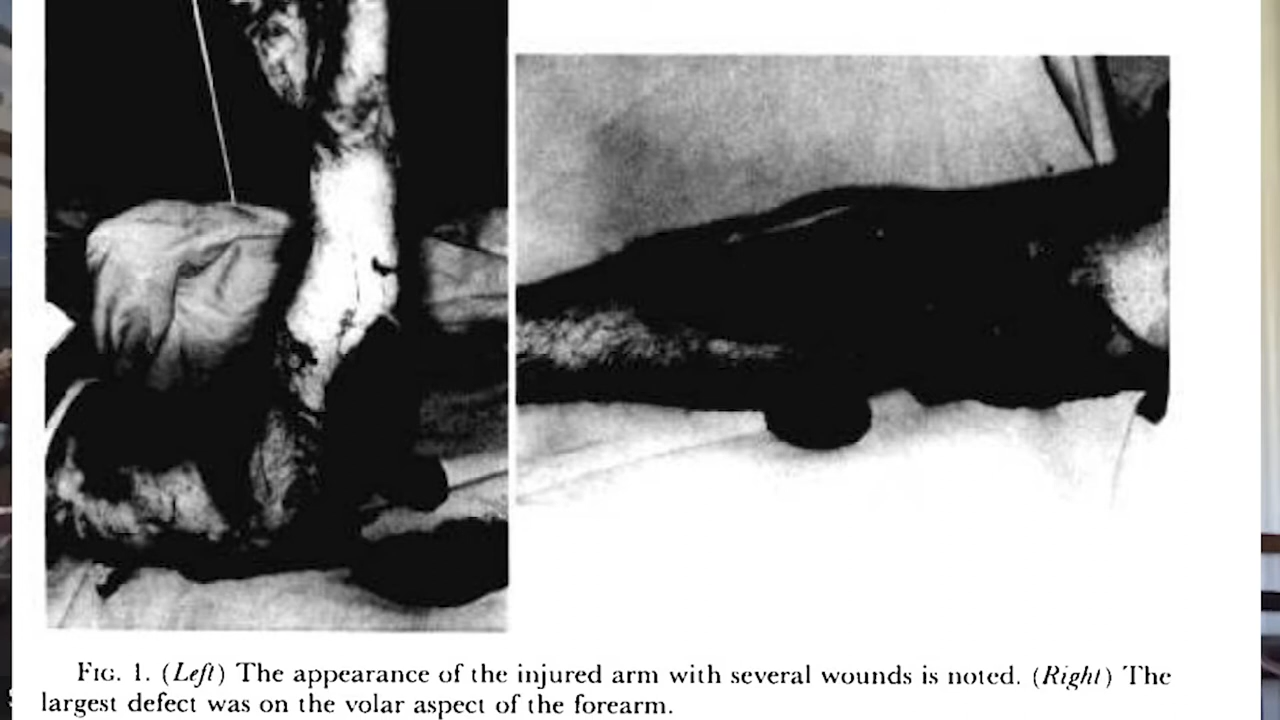 FIG. 1. (Left) The appearance of the injured arm with several wounds is noted. (Right) The
largest defect was on the volar aspect of the forearm.